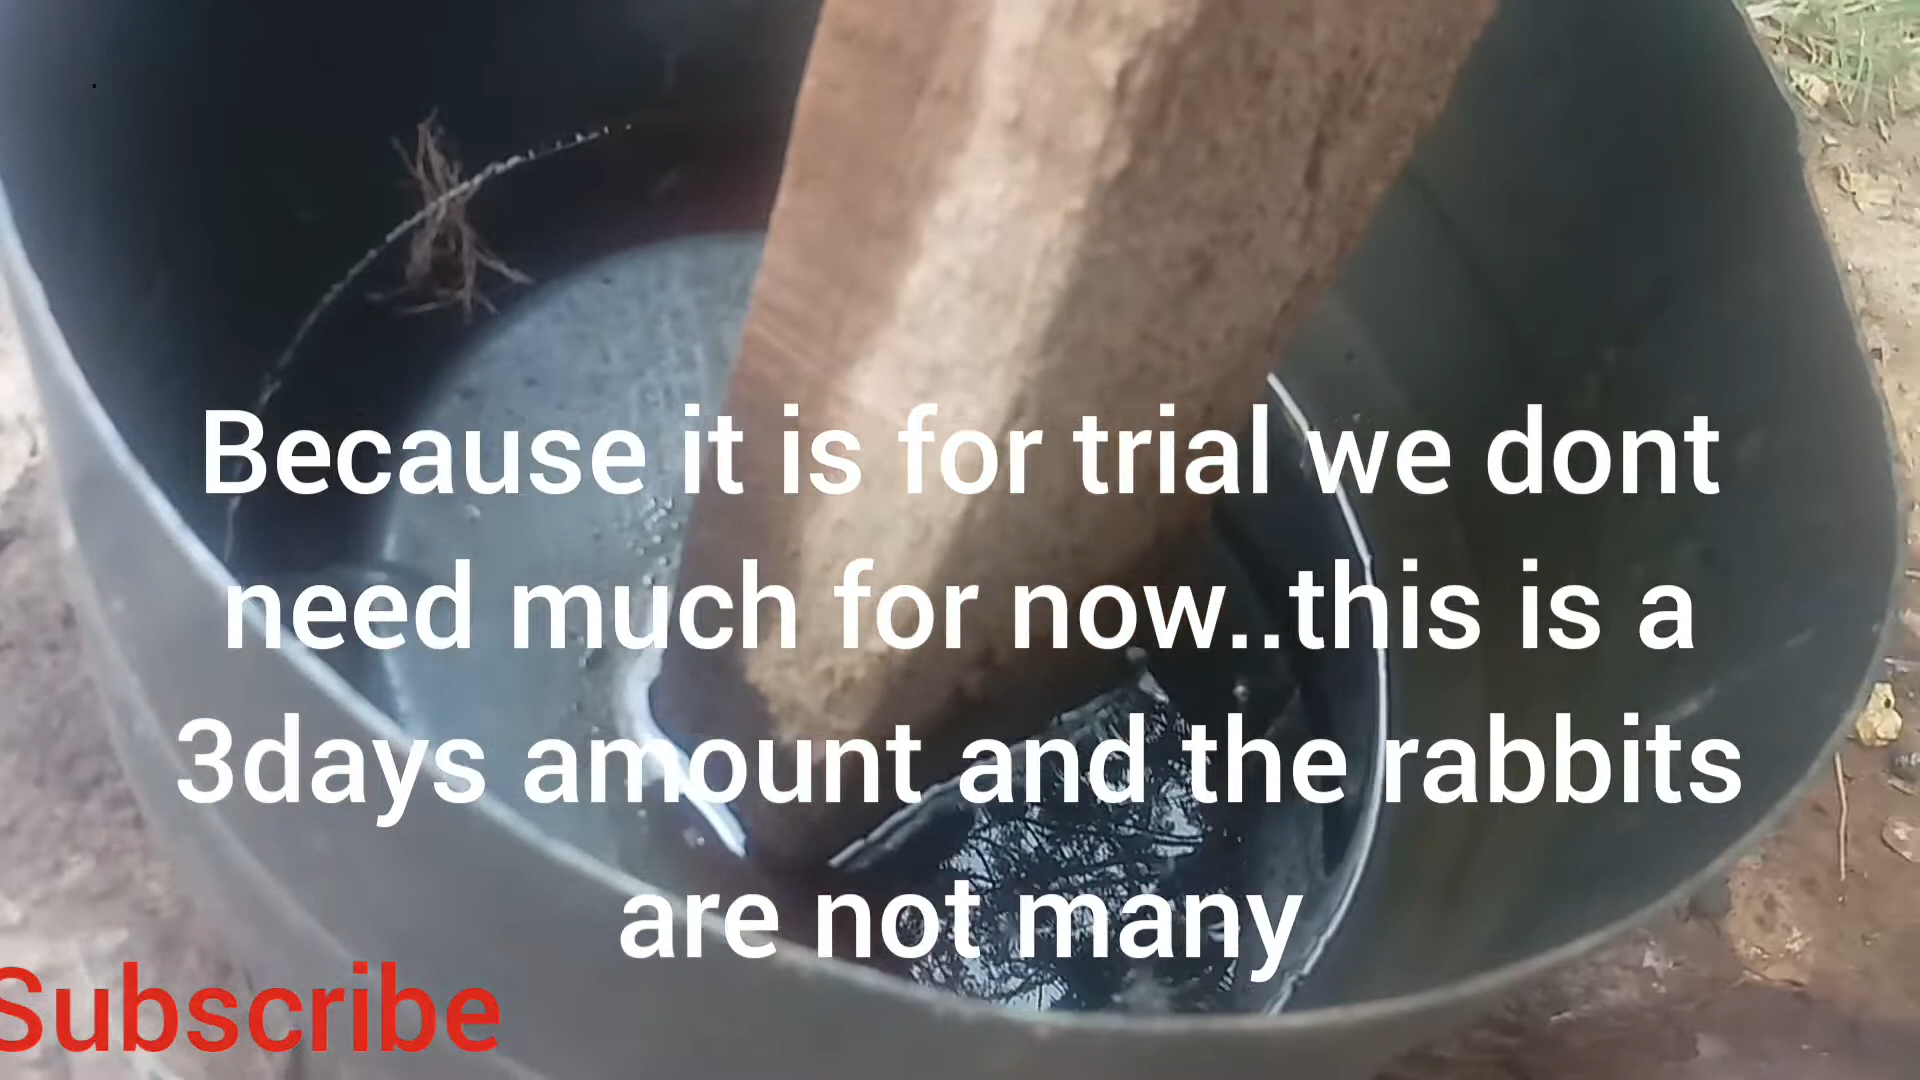 Because it is for trial we dont
need much for now..this is a
3days amount and the rabbits
are not many
Subscribe